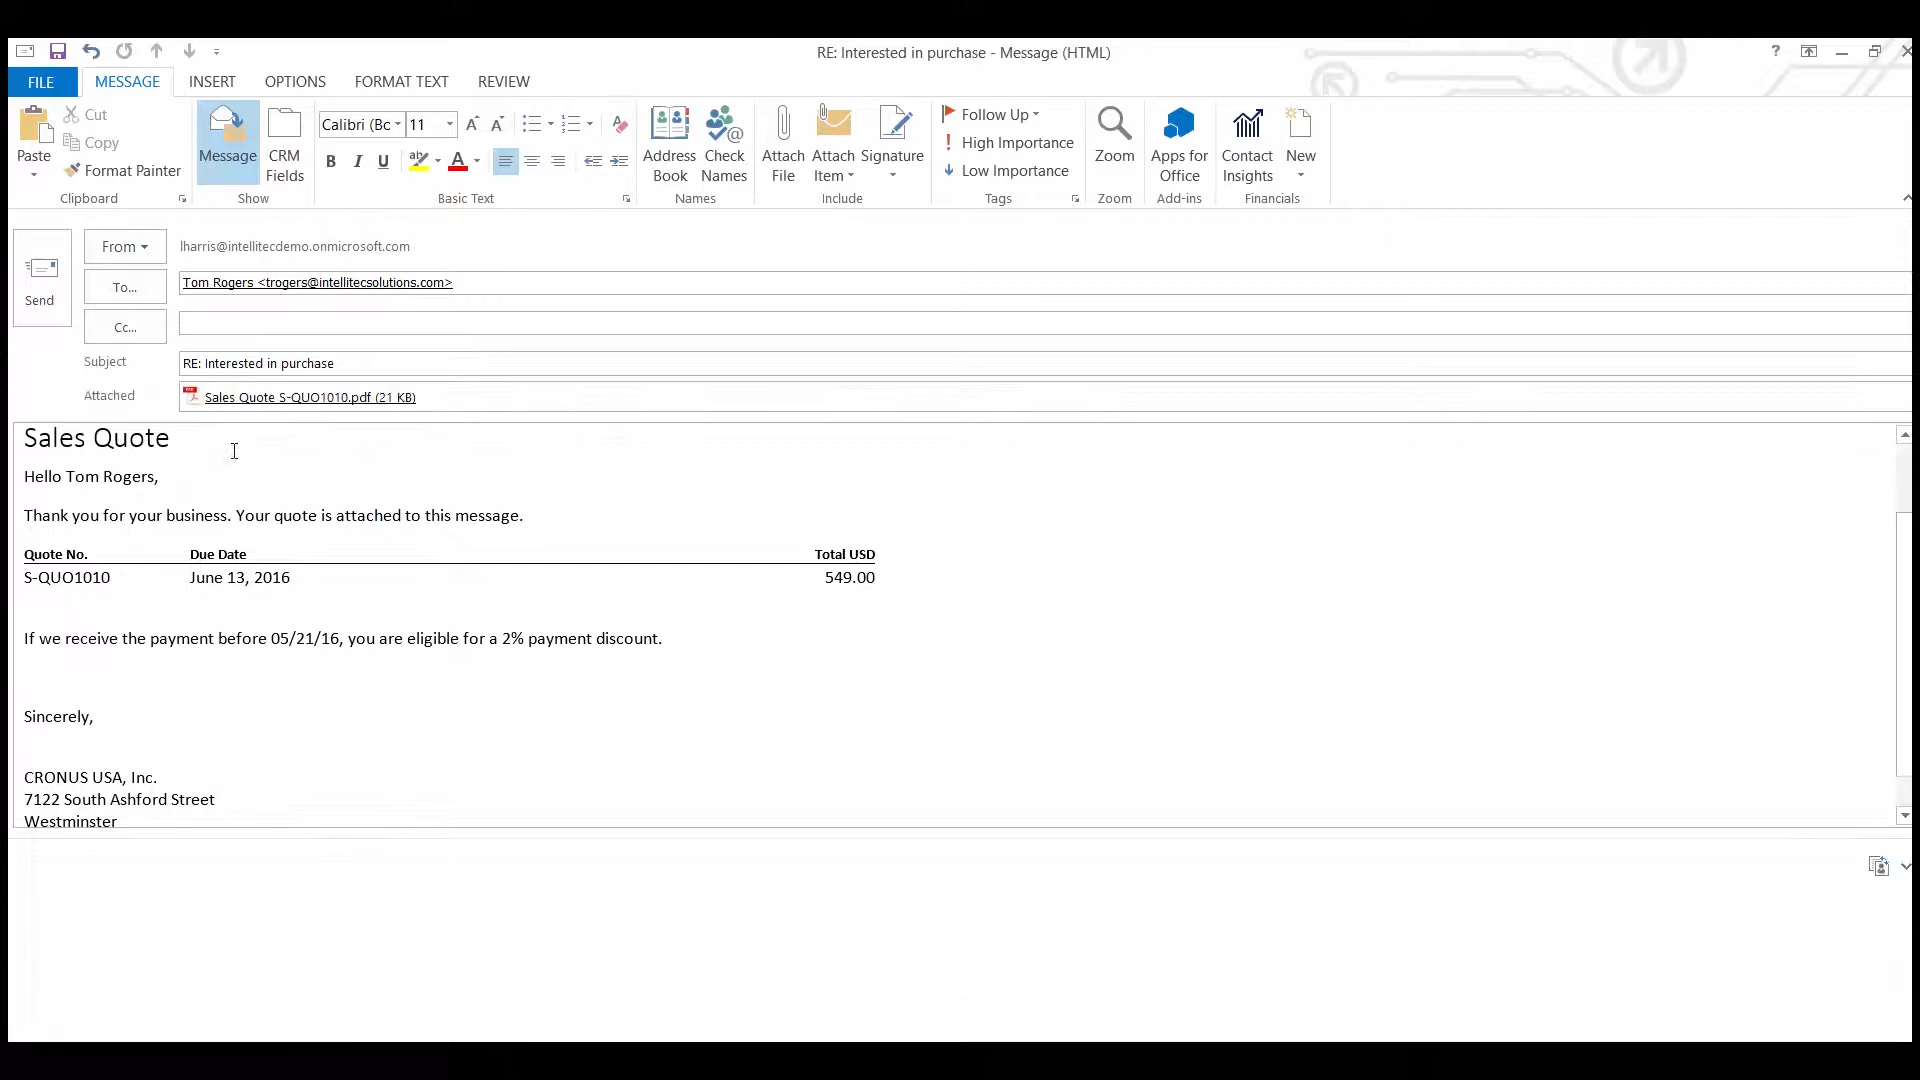 RE: Interested in purchase - Message (HTML)
?
FILE MESSAGE INSERT OPTIONS FORMAT TEXT REVIEW
Paste
Cut
Copy
Format Painter
Clipboard
Message
CRM Fields
Show
Calibri (Bc 11
A A
B I U ab A
Basic Text
Address Book
Check Names
Names
Attach File
Attach Item
Signature
Include
Follow Up
High Importance
Low Importance
Tags
Zoom
Zoom
Apps for Office
Add-ins
Contact Insights
New
Financials
Send
From lharris@intellitecdemo.onmicrosoft.com
To... Tom Rogers <trogers@intellitecsolutions.com>
Cc...
Subject RE: Interested in purchase
Attached Sales Quote S-QUO1010.pdf (21 KB)
Sales Quote
Hello Tom Rogers,
Thank you for your business. Your quote is attached to this message.
Quote No. Due Date Total USD
S-QUO1010 June 13, 2016 549.00
If we receive the payment before 05/21/16, you are eligible for a 2% payment discount.
Sincerely,
CRONUS USA, Inc.
7122 South Ashford Street
Westminster